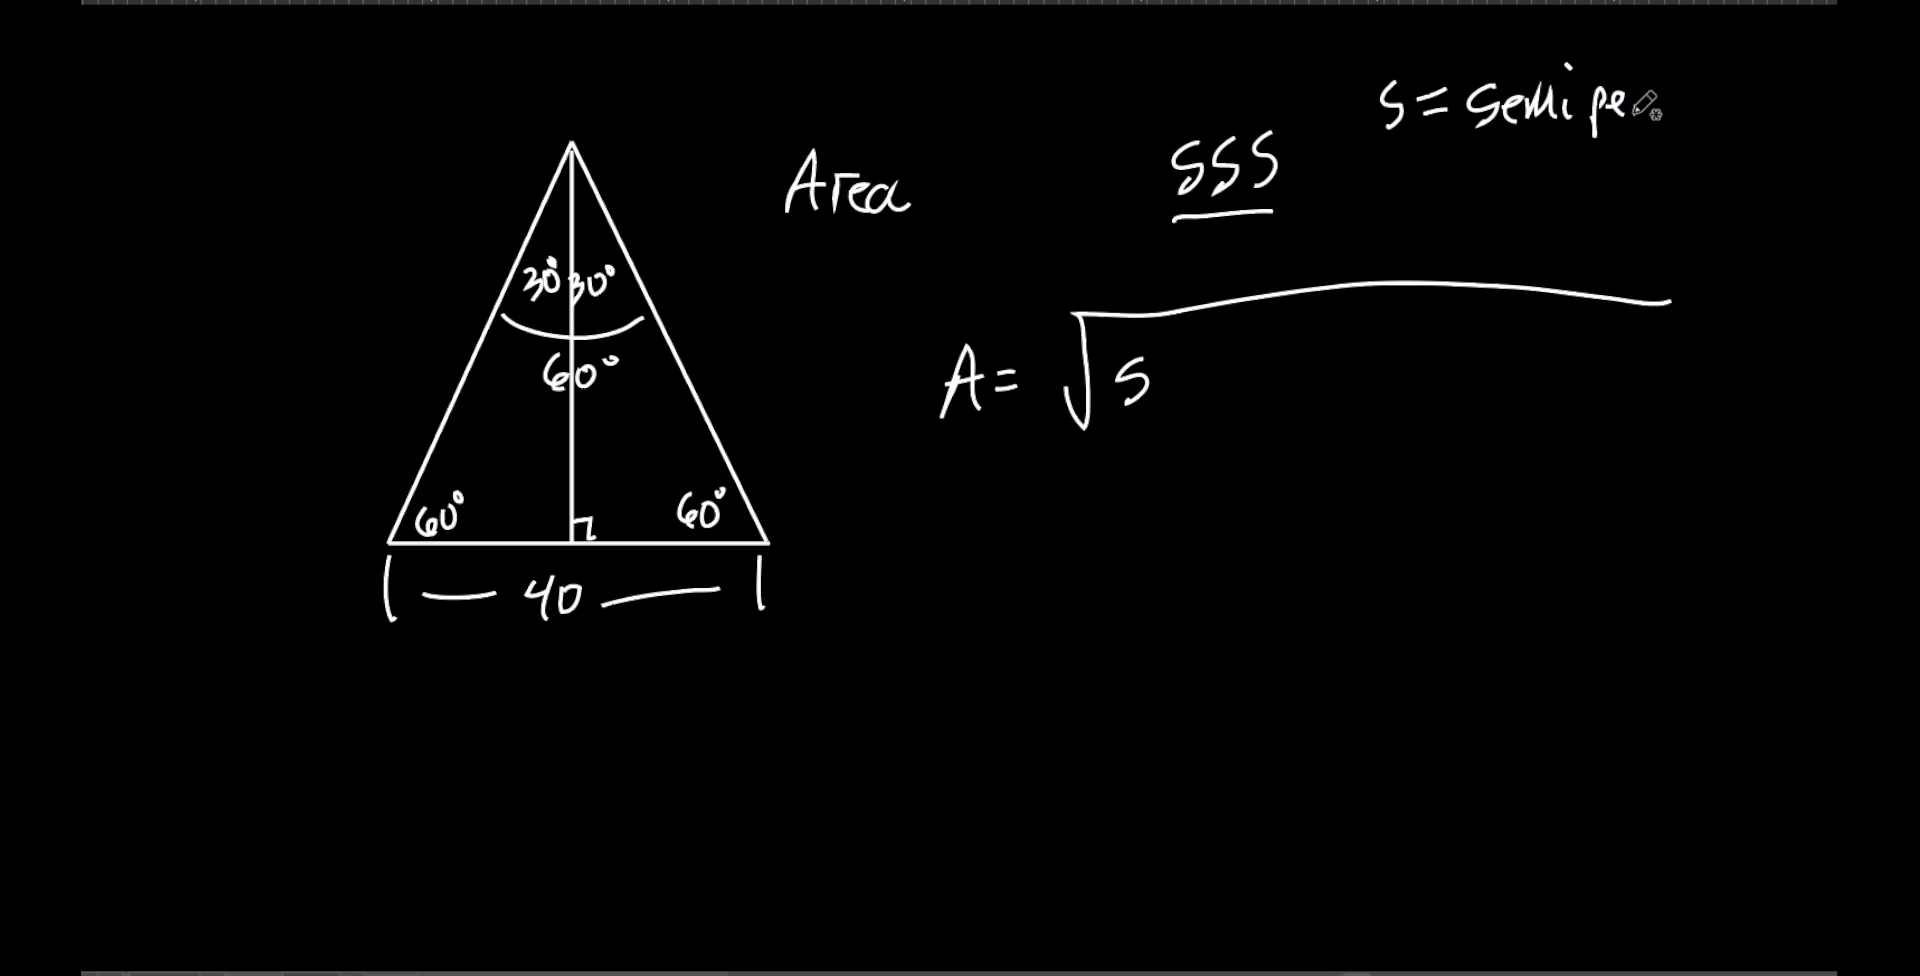 s = semi pe
SSS
Area
30° 30°
60°
A = √s
60° 60°
40